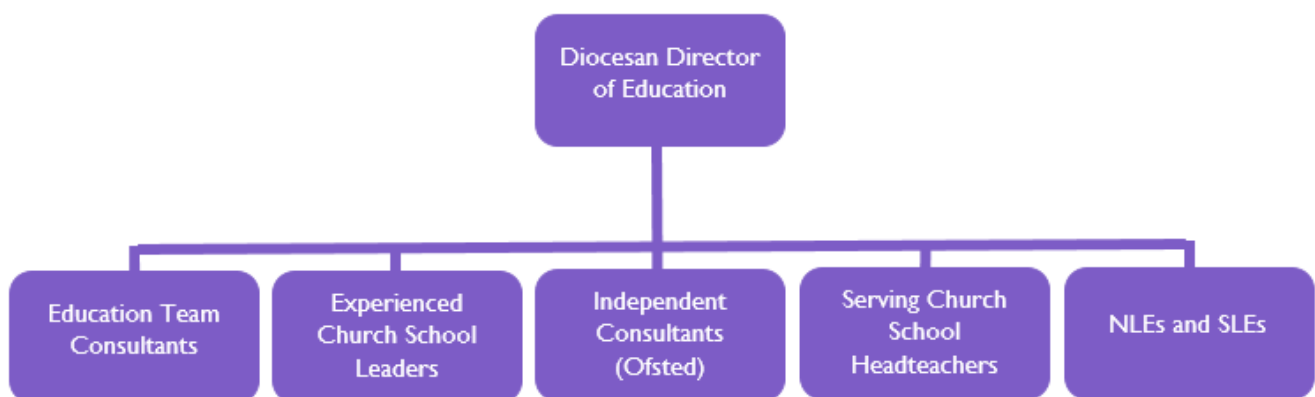 Diocesan Director
of Education
Education Team
Consultants
Experienced
Church School
Leaders
Independent
Consultants
(Ofsted)
Serving Church
School
Headteachers
NLEs and SLEs